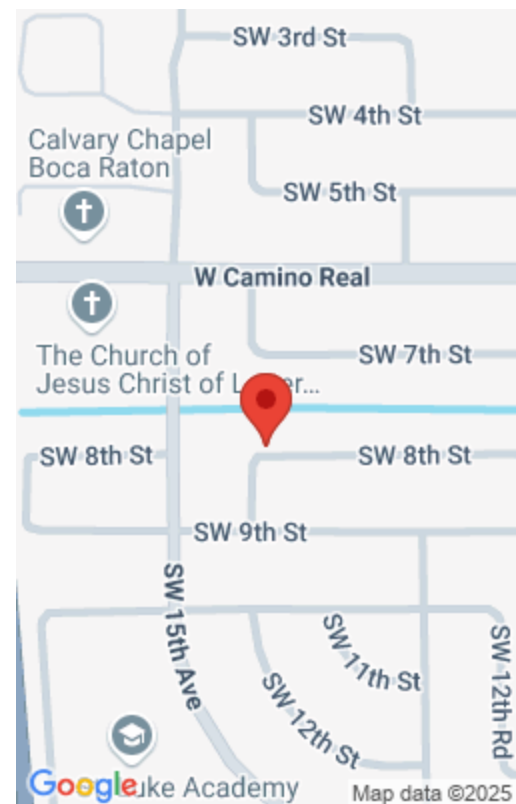 SW 3rd St
SW 4th St
Calvary Chapel
Boca Raton
SW 5th St
W Camino Real
The Church of
Jesus Christ of L er...
SW 7th St
SW 8th St
SW 8th St
SW 9th St
SW 15th Ave
SW 11th St
SW 12th St
SW 12th Rd
Google
uke Academy
Map data ©2025